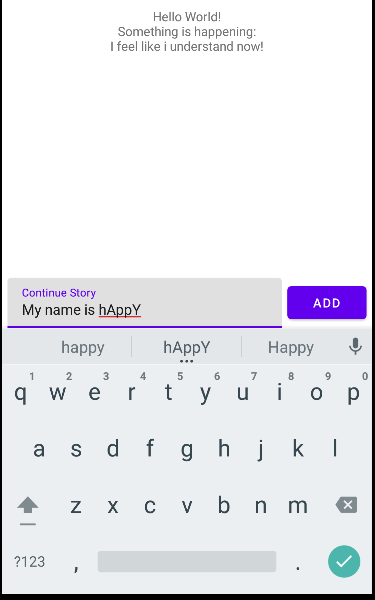 Hello World!
Something is happening:
I feel like i understand now!
Continue Story
My name is hAppY
ADD
happy hAppY Happy
1 2 3 4 5 6 7 8 9 0
q w e r t y u i o p
a s d f g h j k l
z x c v b n m
?123 , .